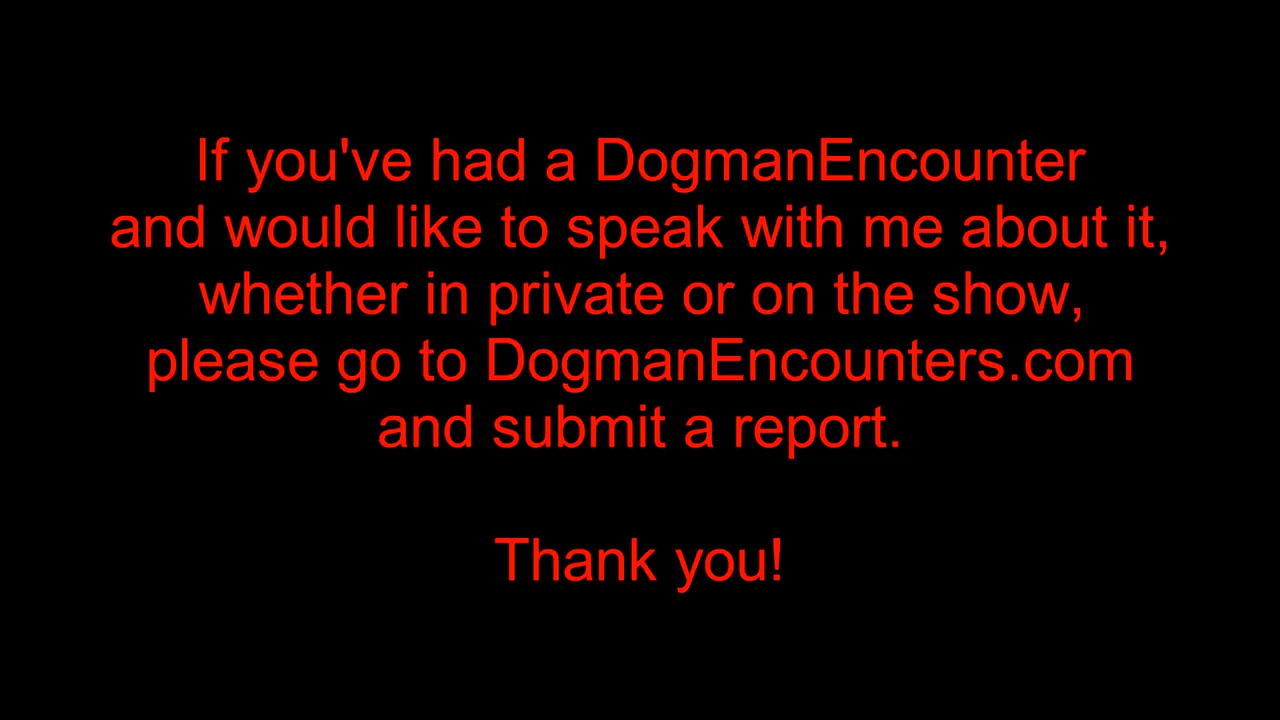 If you've had a DogmanEncounter
and would like to speak with me about it,
whether in private or on the show,
please go to DogmanEncounters.com
and submit a report.
Thank you!